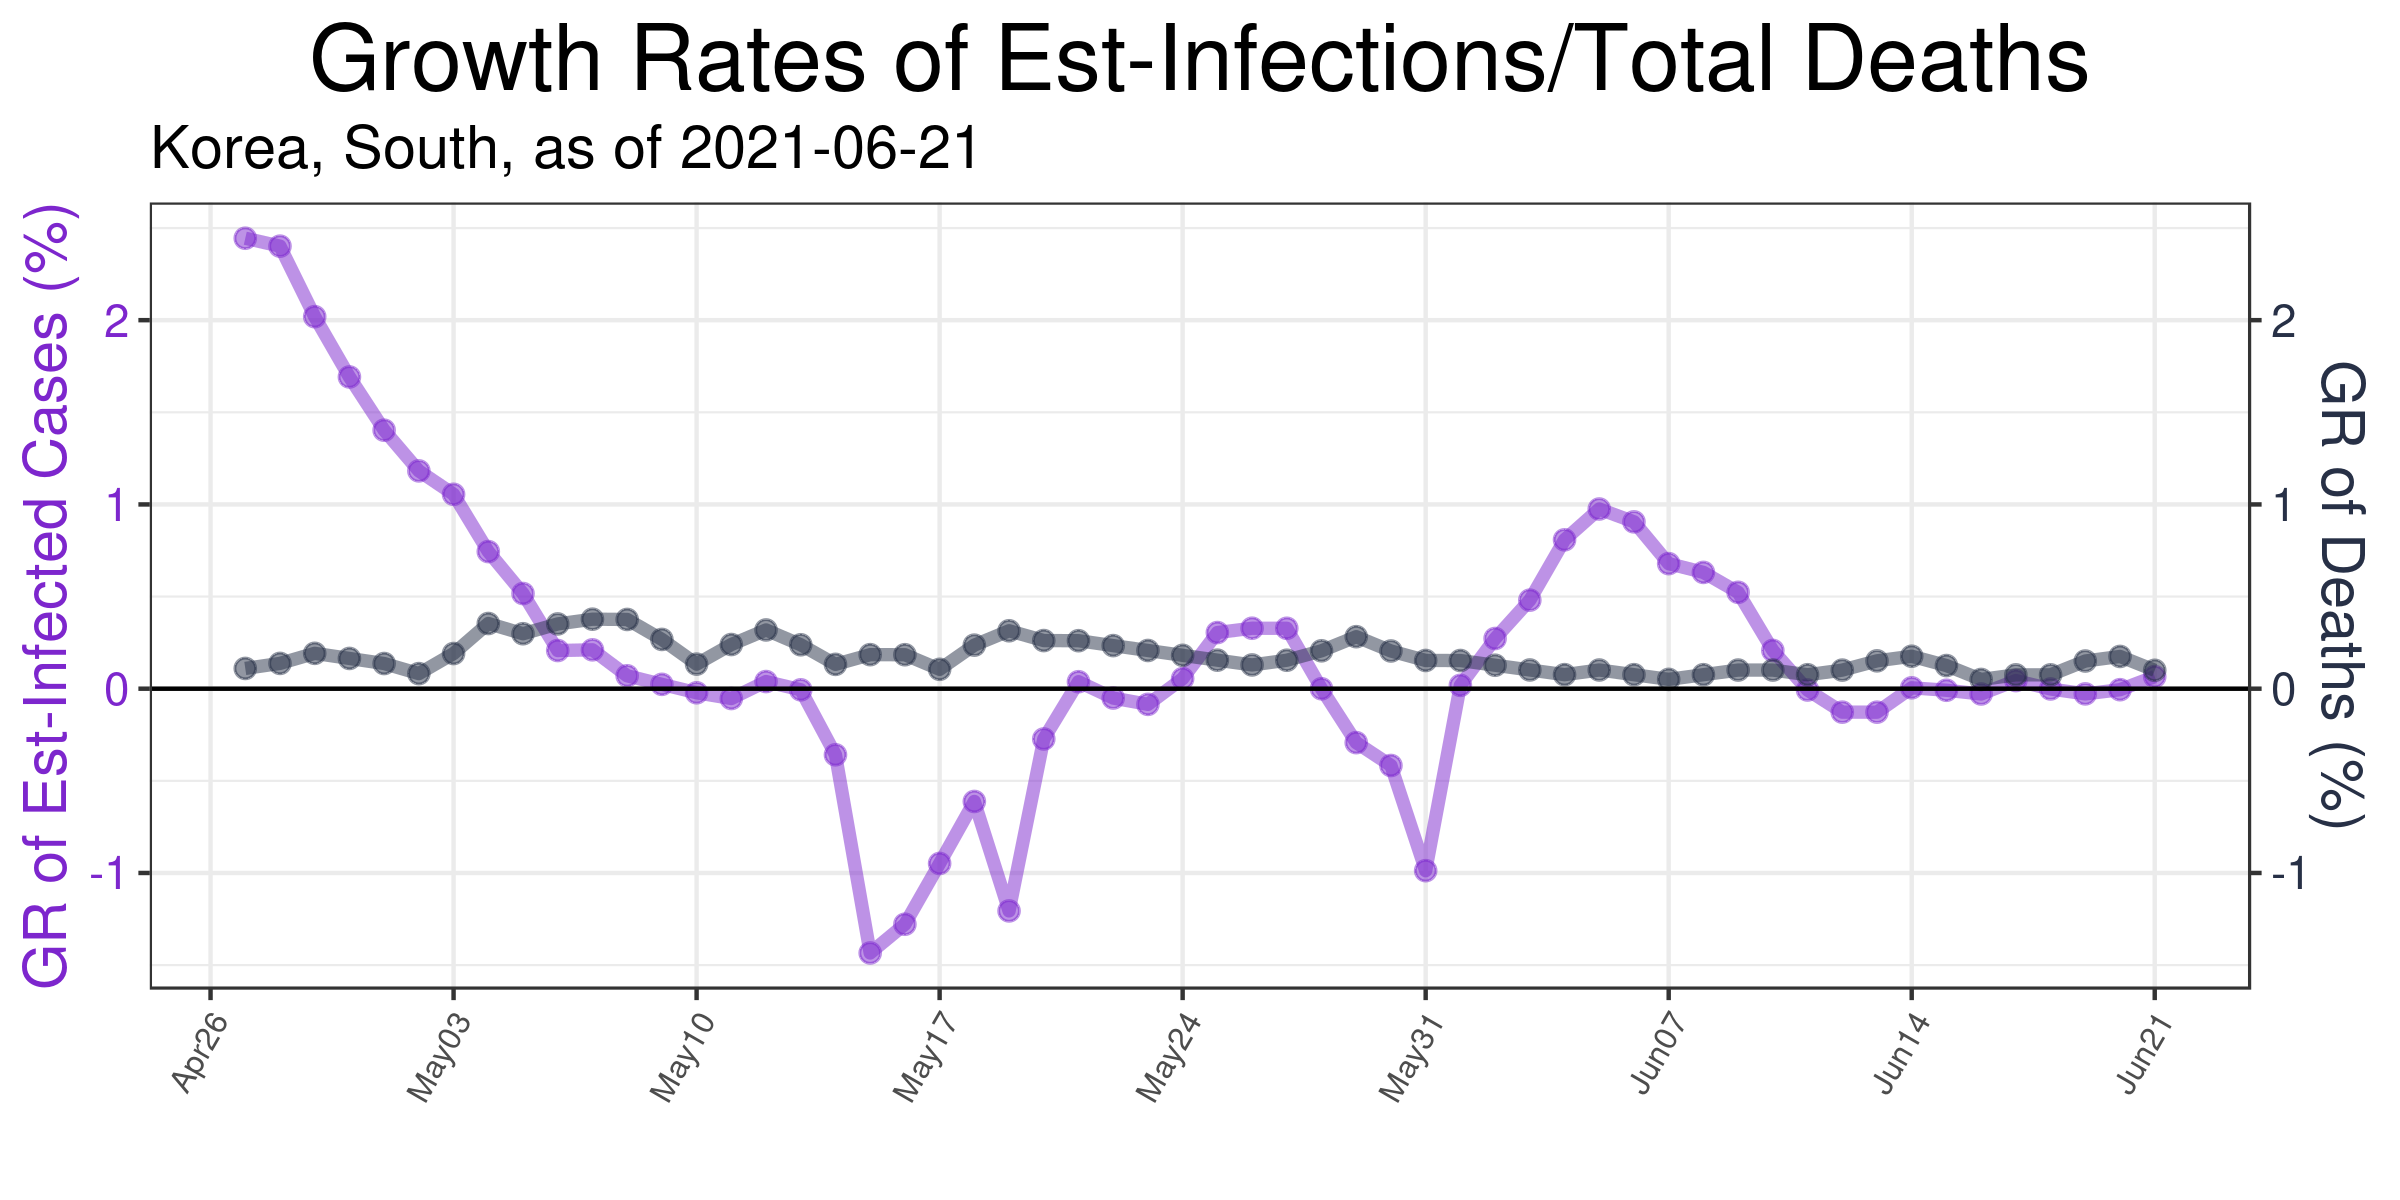 Growth Rates of Est-Infections/Total Deaths
Korea, South, as of 2021-06-21
GR of Est-Infected Cases (%)
2
1
0
-1
2
1
0
-1
GR of Deaths (%)
Apr26
May03
May10
May17
May24
May31
Jun07
Jun14
Jun21